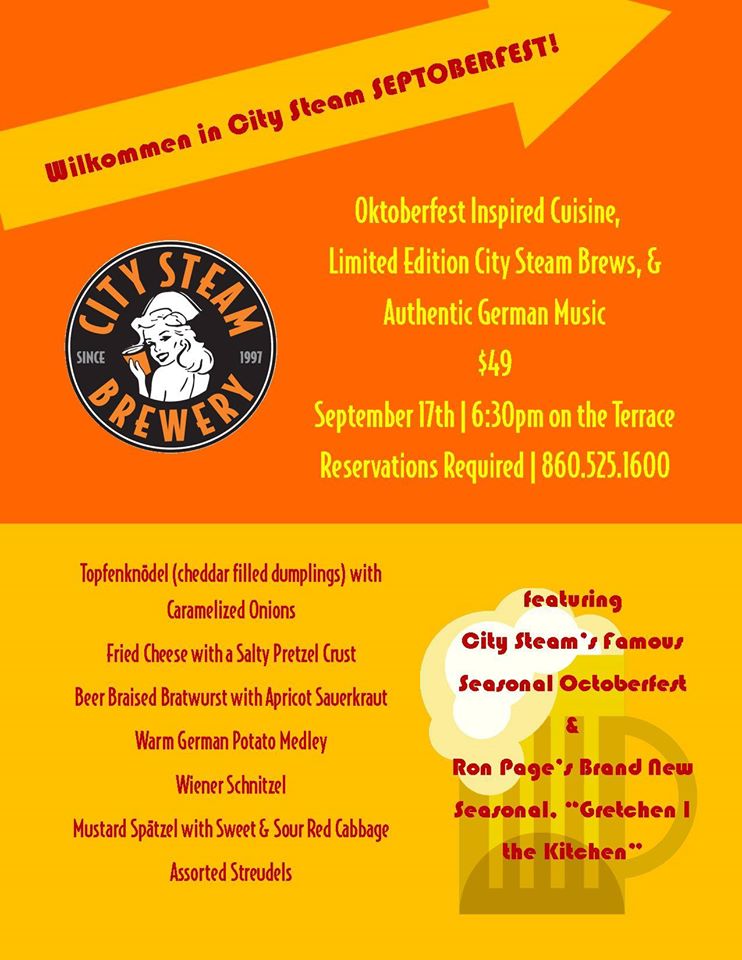 Wilkommen in City Steam SEPTOBERFEST!
Oktoberfest Inspired Cuisine,
Limited Edition City Steam Brews, &
Authentic German Music
$49
September 17th | 6:30pm on the Terrace
Reservations Required | 860.525.1600
CITY STEAM
SINCE 1997
BREWERY
Topfenknödel (cheddar filled dumplings) with
Caramelized Onions
Fried Cheese with a Salty Pretzel Crust
Beer Braised Bratwurst with Apricot Sauerkraut
Warm German Potato Medley
Wiener Schnitzel
Mustard Spätzel with Sweet & Sour Red Cabbage
Assorted Streudels
featuring
City Steam's Famous
Seasonal Octoberfest
&
Ron Page's Brand New
Seasonal, "Gretchen I
the Kitchen"